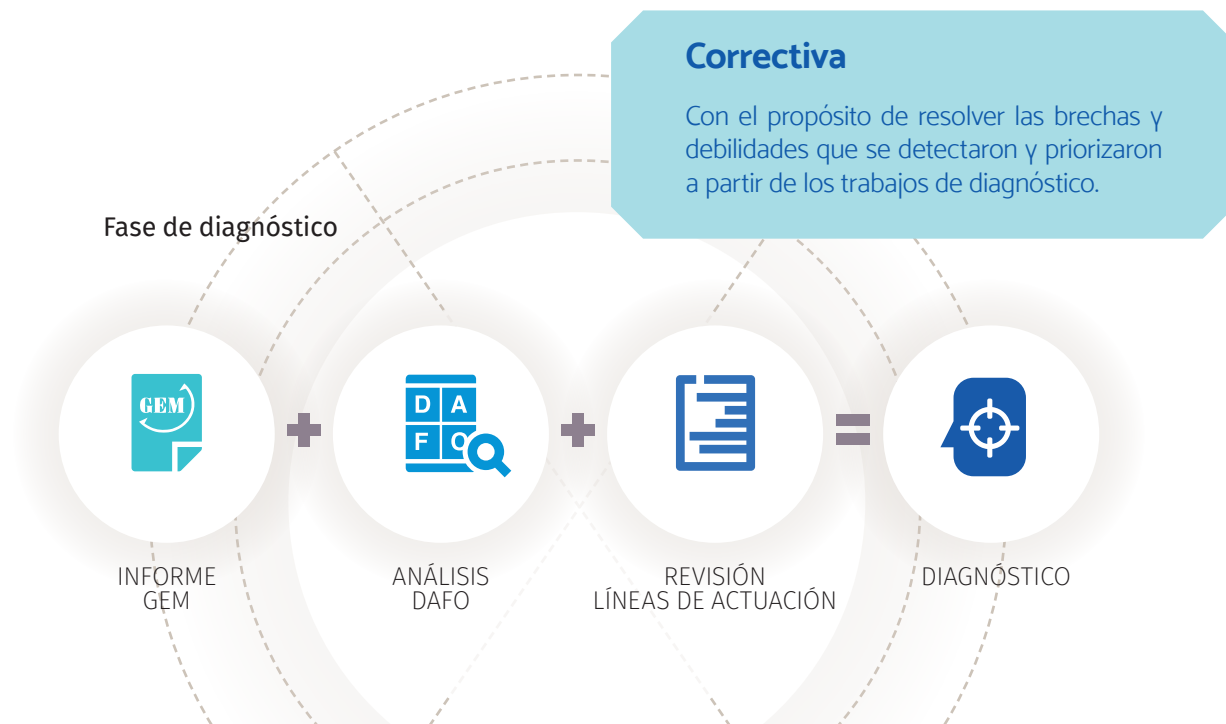 Correctiva
Con el propósito de resolver las brechas y
debilidades que se detectaron y priorizaron
a partir de los trabajos de diagnóstico.
Fase de diagnóstico
GEM
D A
F O
INFORME
GEM
ANÁLISIS
DAFO
REVISIÓN
LÍNEAS DE ACTUACIÓN
DIAGNÓSTICO